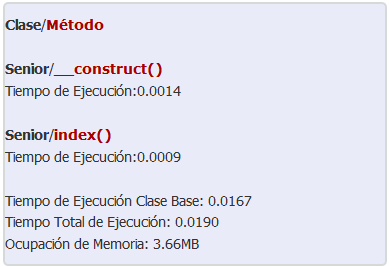 Clase/Método
Senior/__construct()
Tiempo de Ejecución:0.0014
Senior/index()
Tiempo de Ejecución:0.0009
Tiempo de Ejecución Clase Base: 0.0167
Tiempo Total de Ejecución: 0.0190
Ocupación de Memoria: 3.66MB